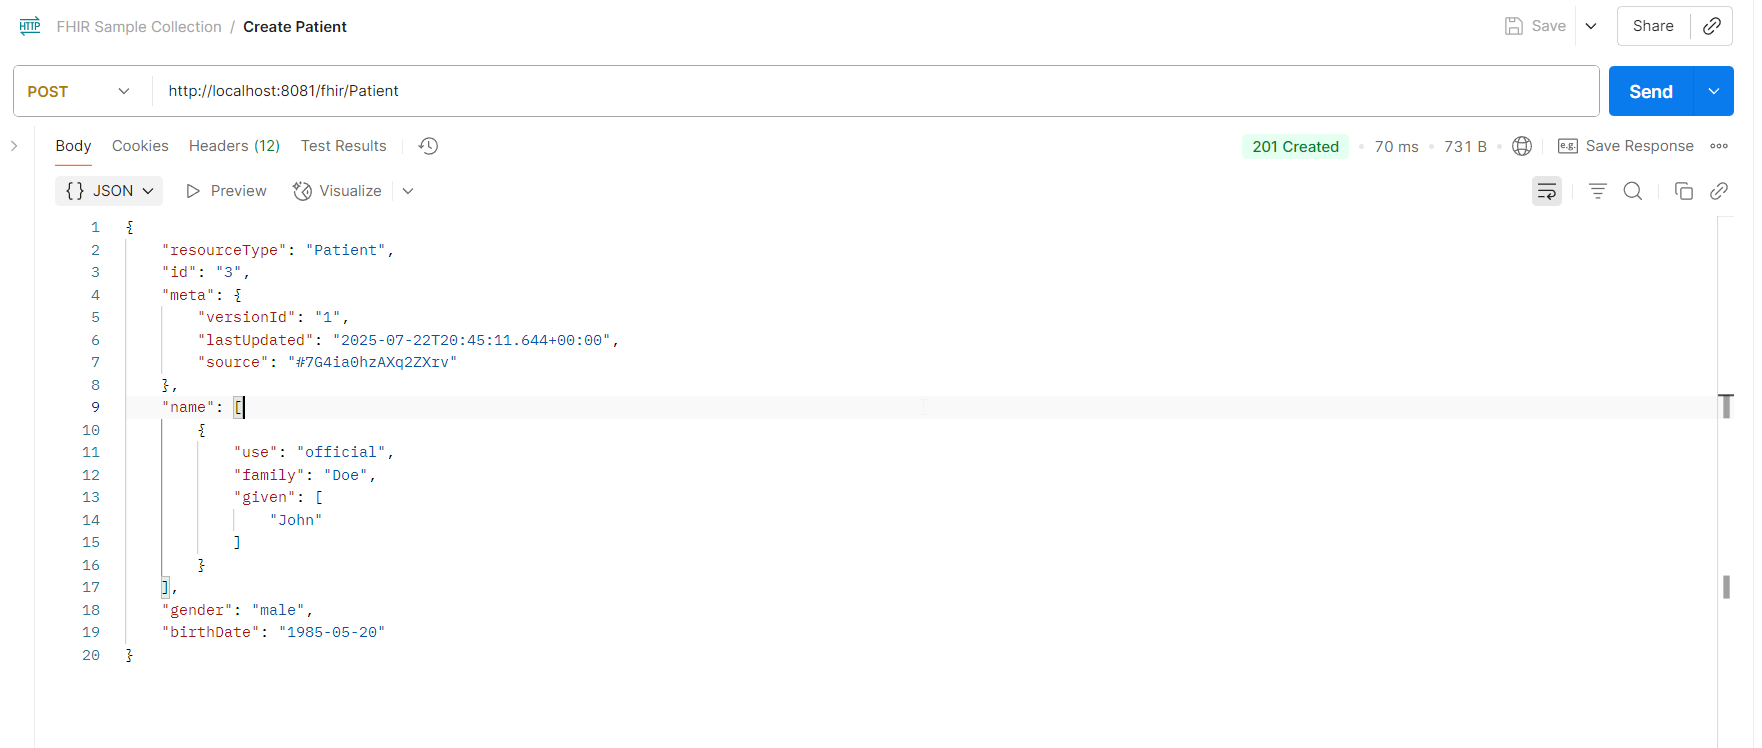 HTTP FHIR Sample Collection / Create Patient Save Share
POST http://localhost:8081/fhir/Patient Send
Body Cookies Headers (12) Test Results 201 Created • 70 ms • 731 B • e.g. Save Response
{} JSON Preview Visualize
1 {
2 "resourceType": "Patient",
3 "id": "3",
4 "meta": {
5 "versionId": "1",
6 "lastUpdated": "2025-07-22T20:45:11.644+00:00",
7 "source": "#7G4ia0hzAXq2ZXrv"
8 },
9 "name": [
10 {
11 "use": "official",
12 "family": "Doe",
13 "given": [
14 "John"
15 ]
16 }
17 ],
18 "gender": "male",
19 "birthDate": "1985-05-20"
20 }